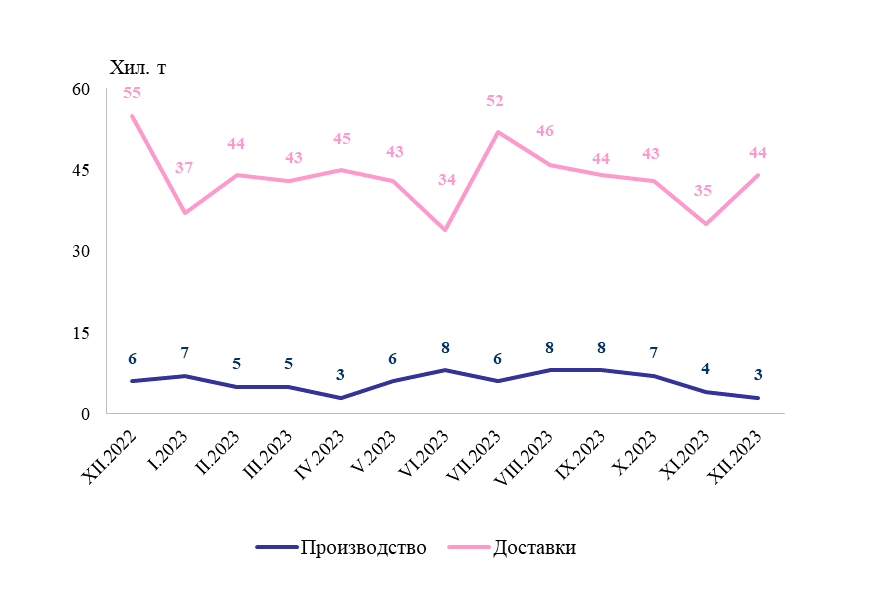 Хил. т
60
45
30
15
0
55
37
44
43
45
43
34
52
46
44
43
35
44
6
7
5
5
3
6
8
6
8
8
7
4
3
XII.2022
I.2023
II.2023
III.2023
IV.2023
V.2023
VI.2023
VII.2023
VIII.2023
IX.2023
X.2023
XI.2023
XII.2023
Производство
Доставки